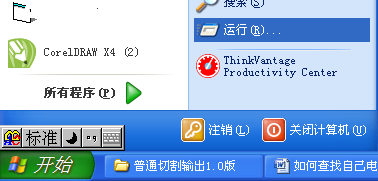 搜索(S)
运行(R)...
CorelDRAW X4 (2)
ThinkVantage
Productivity Center
所有程序(P)
标准
注销(L)
关闭计算机(U)
开始
普通切割输出1.0版
如何查找自己电